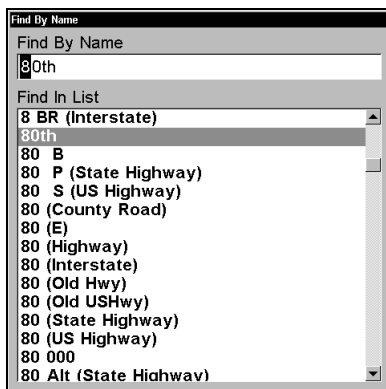 Find By Name
Find By Name
80th
Find In List
8 BR (Interstate)
80th
80 B
80 P (State Highway)
80 S (US Highway)
80 (County Road)
80 (E)
80 (Highway)
80 (Interstate)
80 (Old Hwy)
80 (Old USHwy)
80 (State Highway)
80 (US Highway)
80 000
80 Alt (State Highway)